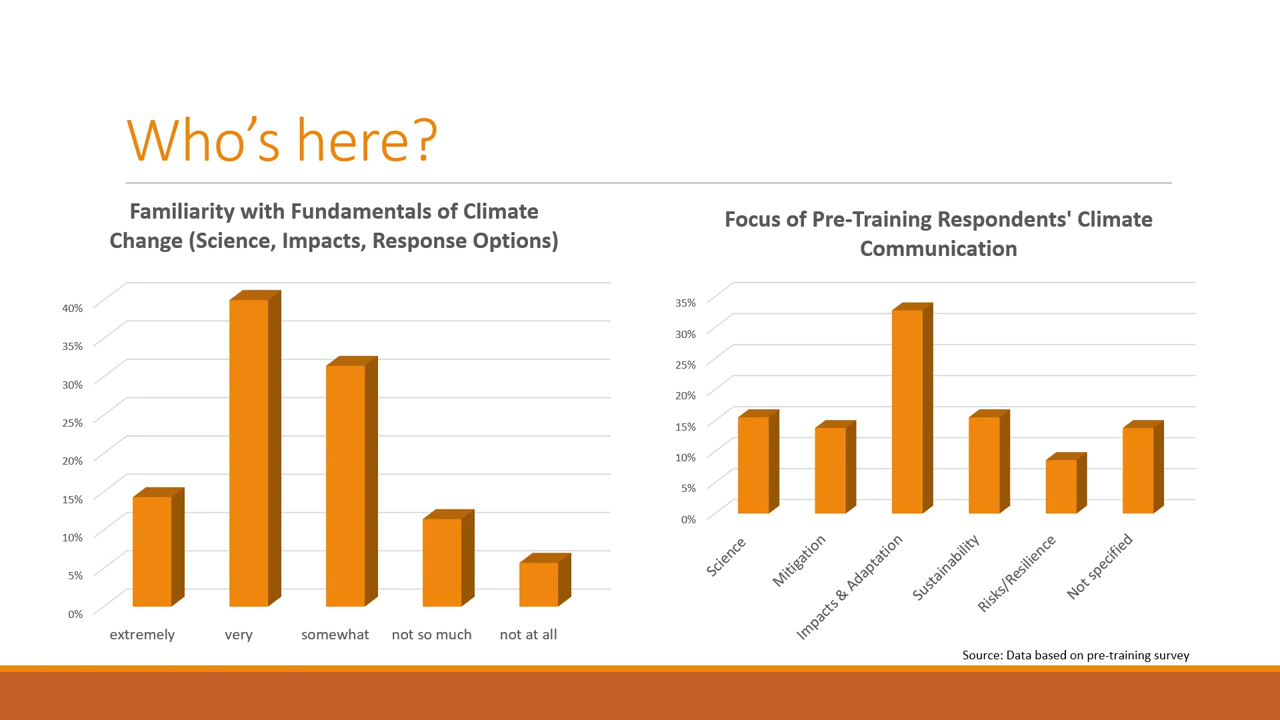 Who’s here?
Familiarity with Fundamentals of Climate
Change (Science, Impacts, Response Options)
40%
35%
30%
25%
20%
15%
10%
5%
0%
extremely
very
somewhat
not so much
not at all
Focus of Pre-Training Respondents' Climate
Communication
35%
30%
25%
20%
15%
10%
5%
0%
Science
Mitigation
Impacts & Adaptation
Sustainability
Risks/Resilience
Not specified
Source: Data based on pre-training survey